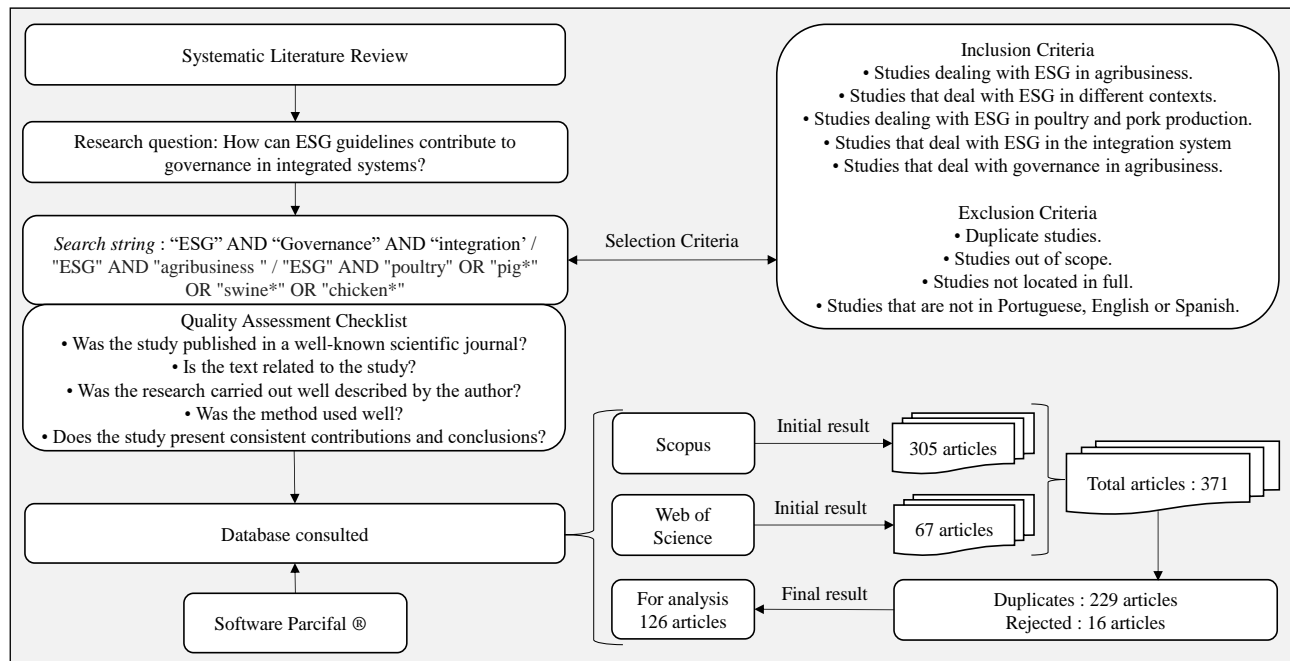 Systematic Literature Review
Research question: How can ESG guidelines contribute to
governance in integrated systems?
Search string : “ESG” AND “Governance” AND “integration’ /
"ESG" AND "agribusiness " / "ESG" AND "poultry" OR "pig*"
OR "swine*" OR "chicken*"
Quality Assessment Checklist
• Was the study published in a well-known scientific journal?
• Is the text related to the study?
• Was the research carried out well described by the author?
• Was the method used well?
• Does the study present consistent contributions and conclusions?
Database consulted
Software Parcifal ®
Selection Criteria
Inclusion Criteria
• Studies dealing with ESG in agribusiness.
• Studies that deal with ESG in different contexts.
• Studies dealing with ESG in poultry and pork production.
• Studies that deal with ESG in the integration system
• Studies that deal with governance in agribusiness.
Exclusion Criteria
• Duplicate studies.
• Studies out of scope.
• Studies not located in full.
• Studies that are not in Portuguese, English or Spanish.
Scopus
Initial result
305 articles
Web of
Science
Initial result
67 articles
Total articles : 371
Duplicates : 229 articles
Rejected : 16 articles
Final result
For analysis
126 articles